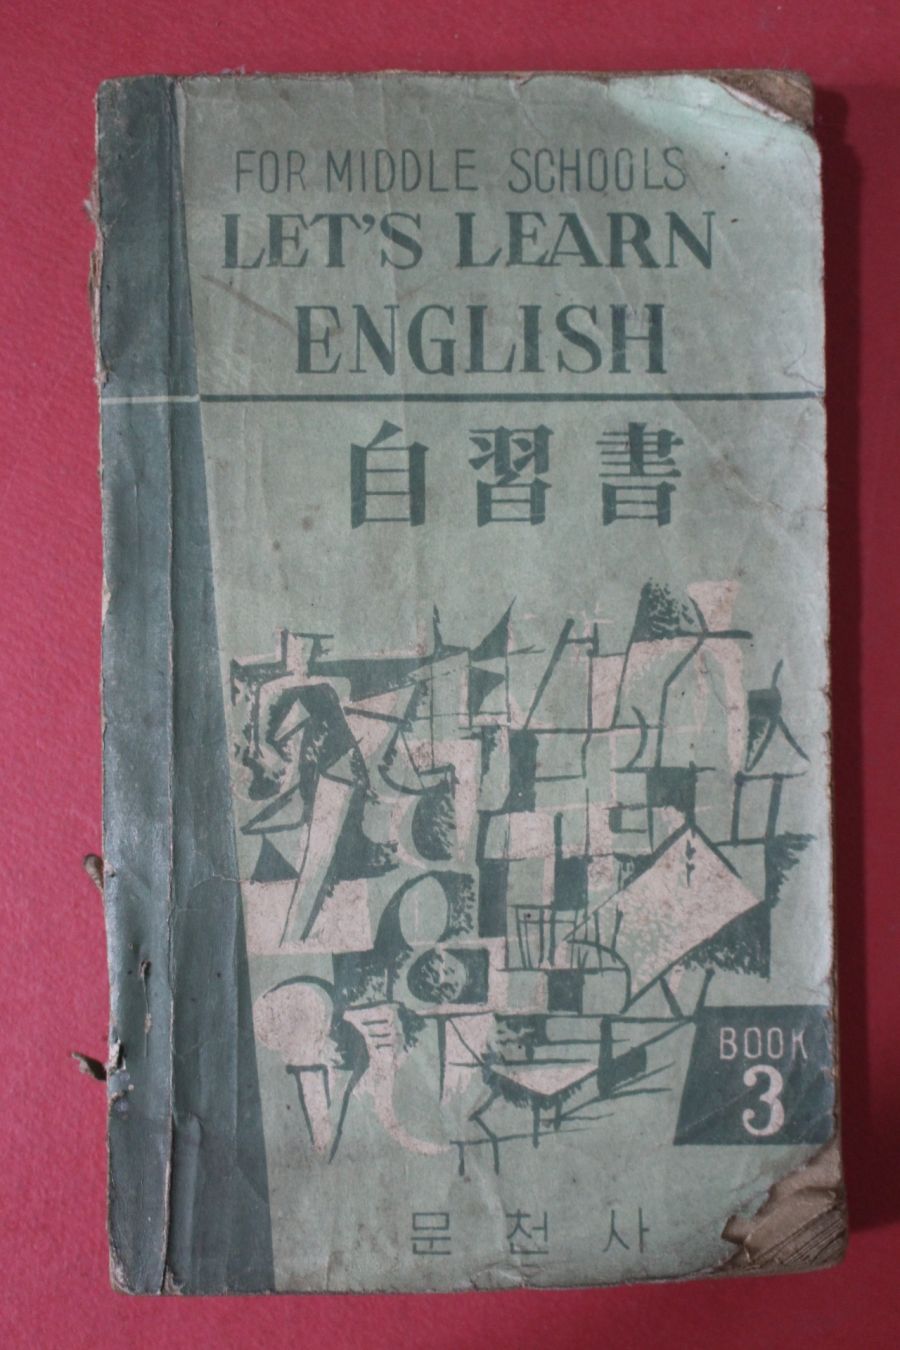 FOR MIDDLE SCHOOLS
LET'S LEARN
ENGLISH
自習書
BOOK
3
문천사